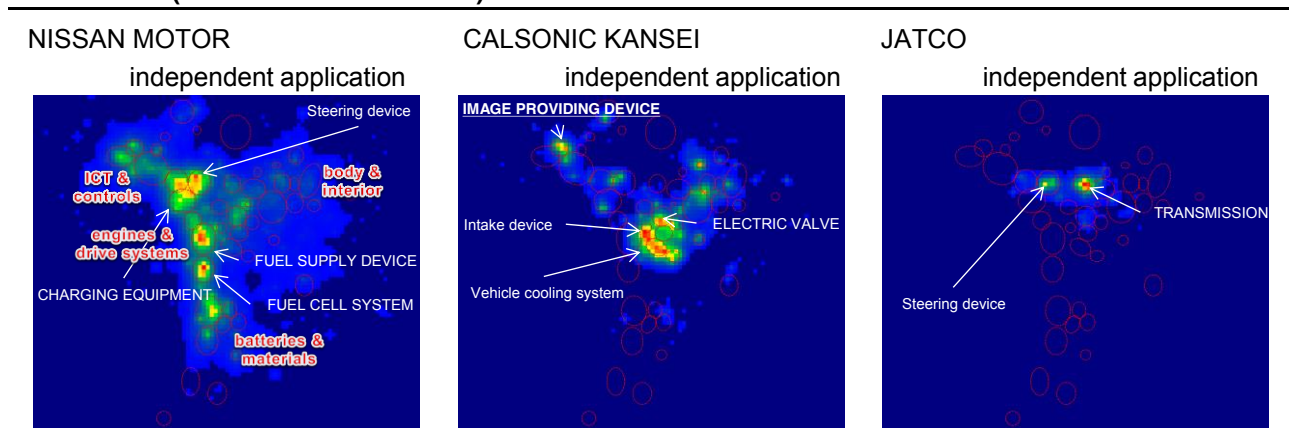 NISSAN MOTOR
independent application
Steering device
ICT &
controls
body &
interior
engines &
drive systems
FUEL SUPPLY DEVICE
CHARGING EQUIPMENT
FUEL CELL SYSTEM
batteries &
materials
CALSONIC KANSEI
independent application
IMAGE PROVIDING DEVICE
Intake device
ELECTRIC VALVE
Vehicle cooling system
JATCO
independent application
TRANSMISSION
Steering device